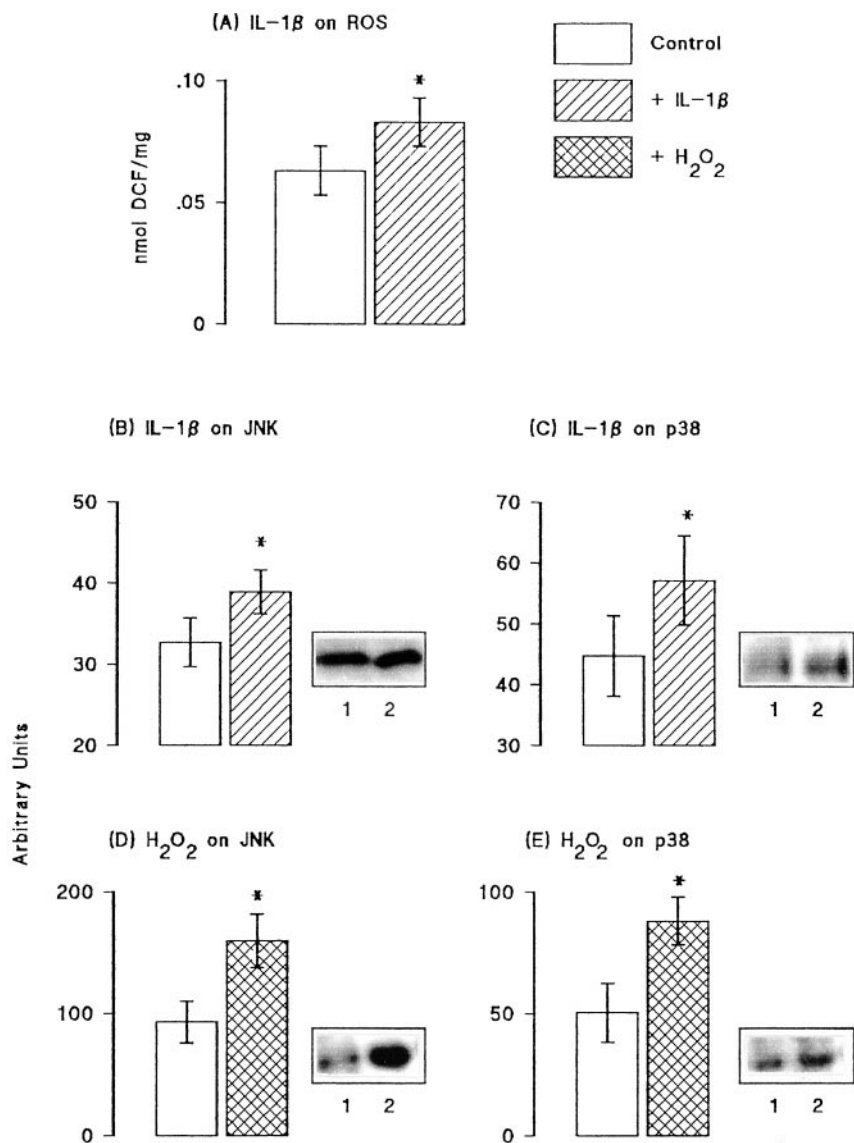 (A) IL-1β on ROS
Control
+ IL-1β
+ H2O2
nmol DCF/mg
.10
.05
0
*
(B) IL-1β on JNK
50
40
30
20
*
1 2
(C) IL-1β on p38
70
60
50
40
30
*
1 2
Arbitrary Units
(D) H2O2 on JNK
200
100
0
*
1 2
(E) H2O2 on p38
100
50
0
*
1 2